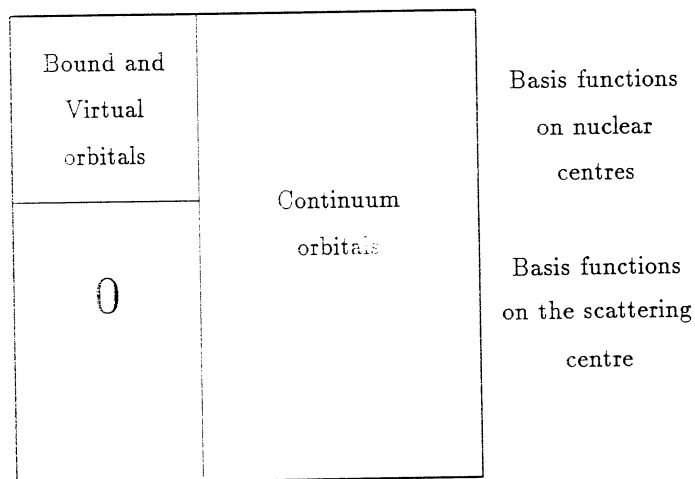 Bound and
Virtual
orbitals
0
Continuum
orbitals
Basis functions
on nuclear
centres
Basis functions
on the scattering
centre